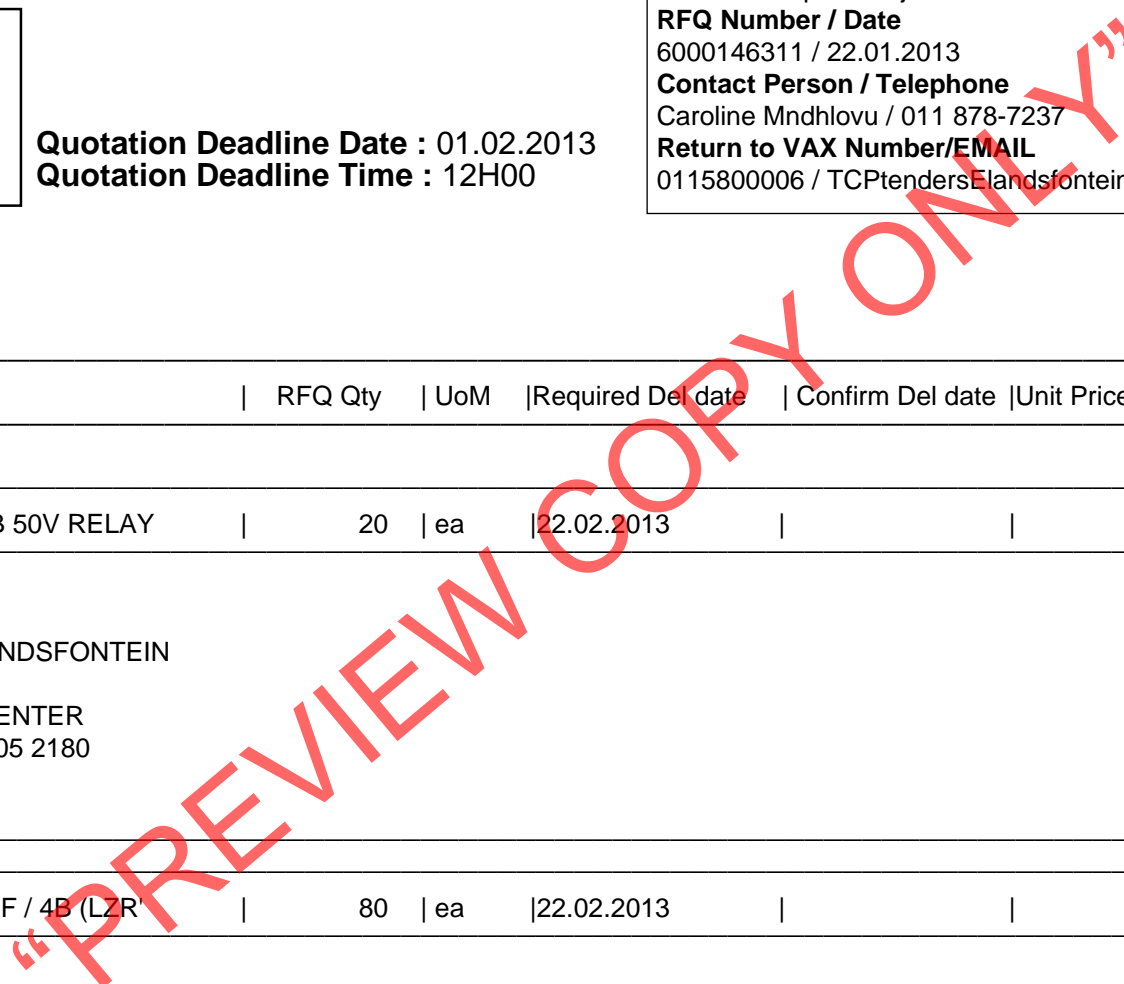 RFQ Number / Date
6000146311 / 22.01.2013
Contact Person / Telephone
Caroline Mndhlovu / 011 878-7237
Return to VAX Number/EMAIL
0115800006 / TCPtendersElandsfontein
Quotation Deadline Date : 01.02.2013
Quotation Deadline Time : 12H00
| RFQ Qty | UoM |Required Del date | Confirm Del date |Unit Price
50V RELAY | 20 | ea |22.02.2013 | |
NDSFONTEIN
ENTER
05 2180
F / 4B (LZR' | 80 | ea |22.02.2013 | |
“PREVIEW COPY ONLY”